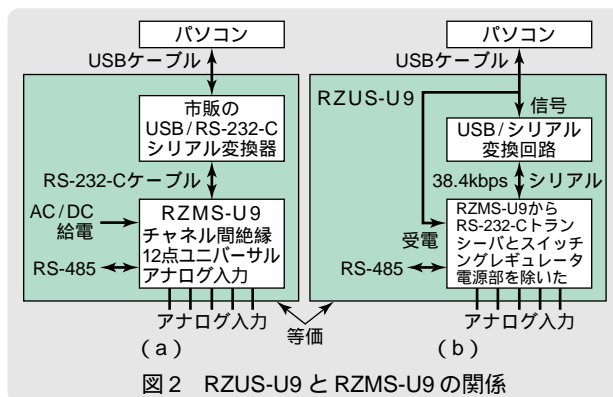 パソコン
USBケーブル
市販の
USB/RS-232-C
シリアル変換器
RS-232-Cケーブル
AC/DC
給電
RZMS-U9
チャネル間絶縁
12点ユニバーサル
アナログ入力
RS-485
アナログ入力
(a)
等価
パソコン
USBケーブル
RZUS-U9
信号
USB/シリアル
変換回路
38.4kbps シリアル
受電
RZMS-U9から
RS-232-Cトラン
シーバとスイッチ
ングレギュレータ
電源部を除いた
RS-485
アナログ入力
(b)
図2 RZUS-U9とRZMS-U9の関係